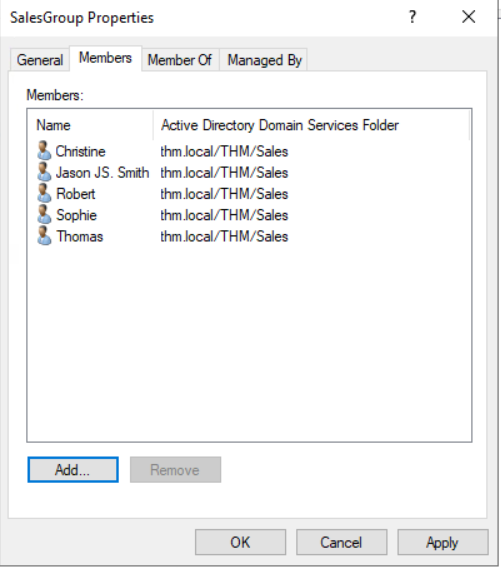 SalesGroup Properties ?
General Members Member Of Managed By
Members:
Name Active Directory Domain Services Folder
Christine thm.local/THM/Sales
Jason JS. Smith thm.local/THM/Sales
Robert thm.local/THM/Sales
Sophie thm.local/THM/Sales
Thomas thm.local/THM/Sales
Add... Remove
OK Cancel Apply